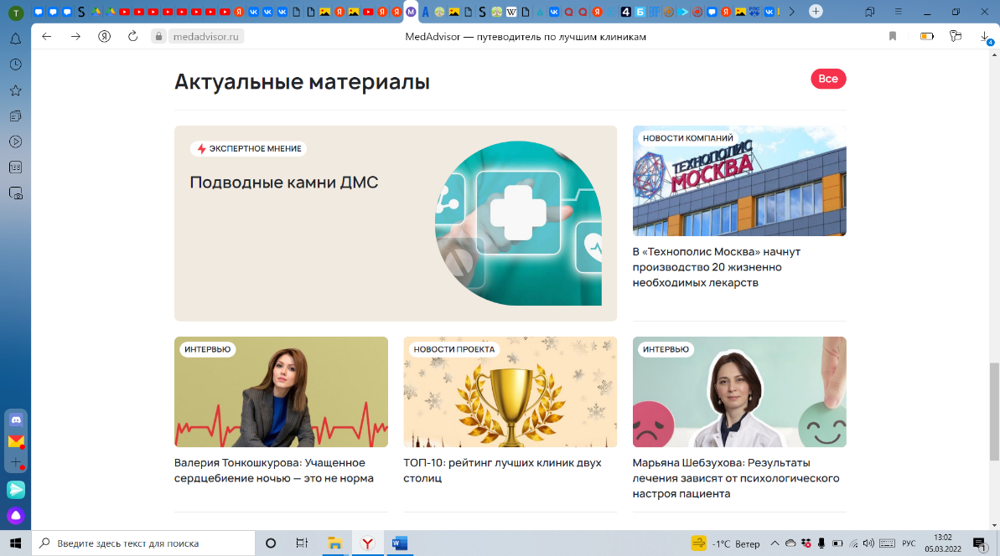 T
medadvisor.ru
MedAdvisor — путеводитель по лучшим клиникам
4
138
Актуальные материалы
Все
ЭКСПЕРТНОЕ МНЕНИЕ
Подводные камни ДМС
НОВОСТИ КОМПАНИЙ
ТЕХНОПОЛИС
МОСКВА
В «Технополис Москва» начнут
производство 20 жизненно
необходимых лекарств
ИНТЕРВЬЮ
Валерия Тонкошкурова: Учащенное
сердцебиение ночью — это не норма
НОВОСТИ ПРОЕКТА
ТОП-10: рейтинг лучших клиник двух
столиц
ИНТЕРВЬЮ
Марьяна Шебзухова: Результаты
лечения зависят от психологического
настроя пациента
Введите здесь текст для поиска
-1°C Ветер
РУС
13:02
05.03.2022
1